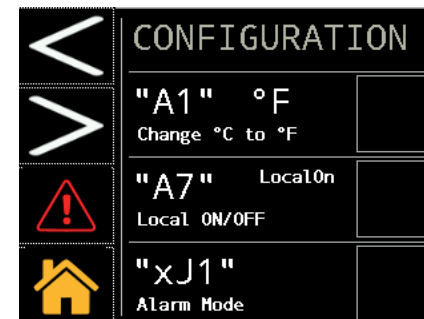 CONFIGURATION
"A1" °F
Change °C to °F
"A7" LocalOn
Local ON/OFF
"xJ1"
Alarm Mode